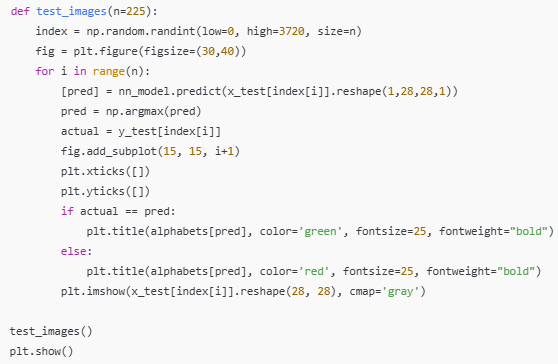 def test_images(n=225):
    index = np.random.randint(low=0, high=3720, size=n)
    fig = plt.figure(figsize=(30,40))
    for i in range(n):
        [pred] = nn_model.predict(x_test[index[i]].reshape(1,28,28,1))
        pred = np.argmax(pred)
        actual = y_test[index[i]]
        fig.add_subplot(15, 15, i+1)
        plt.xticks([])
        plt.yticks([])
        if actual == pred:
            plt.title(alphabets[pred], color='green', fontsize=25, fontweight="bold")
        else:
            plt.title(alphabets[pred], color='red', fontsize=25, fontweight="bold")
        plt.imshow(x_test[index[i]].reshape(28, 28), cmap='gray')

test_images()
plt.show()